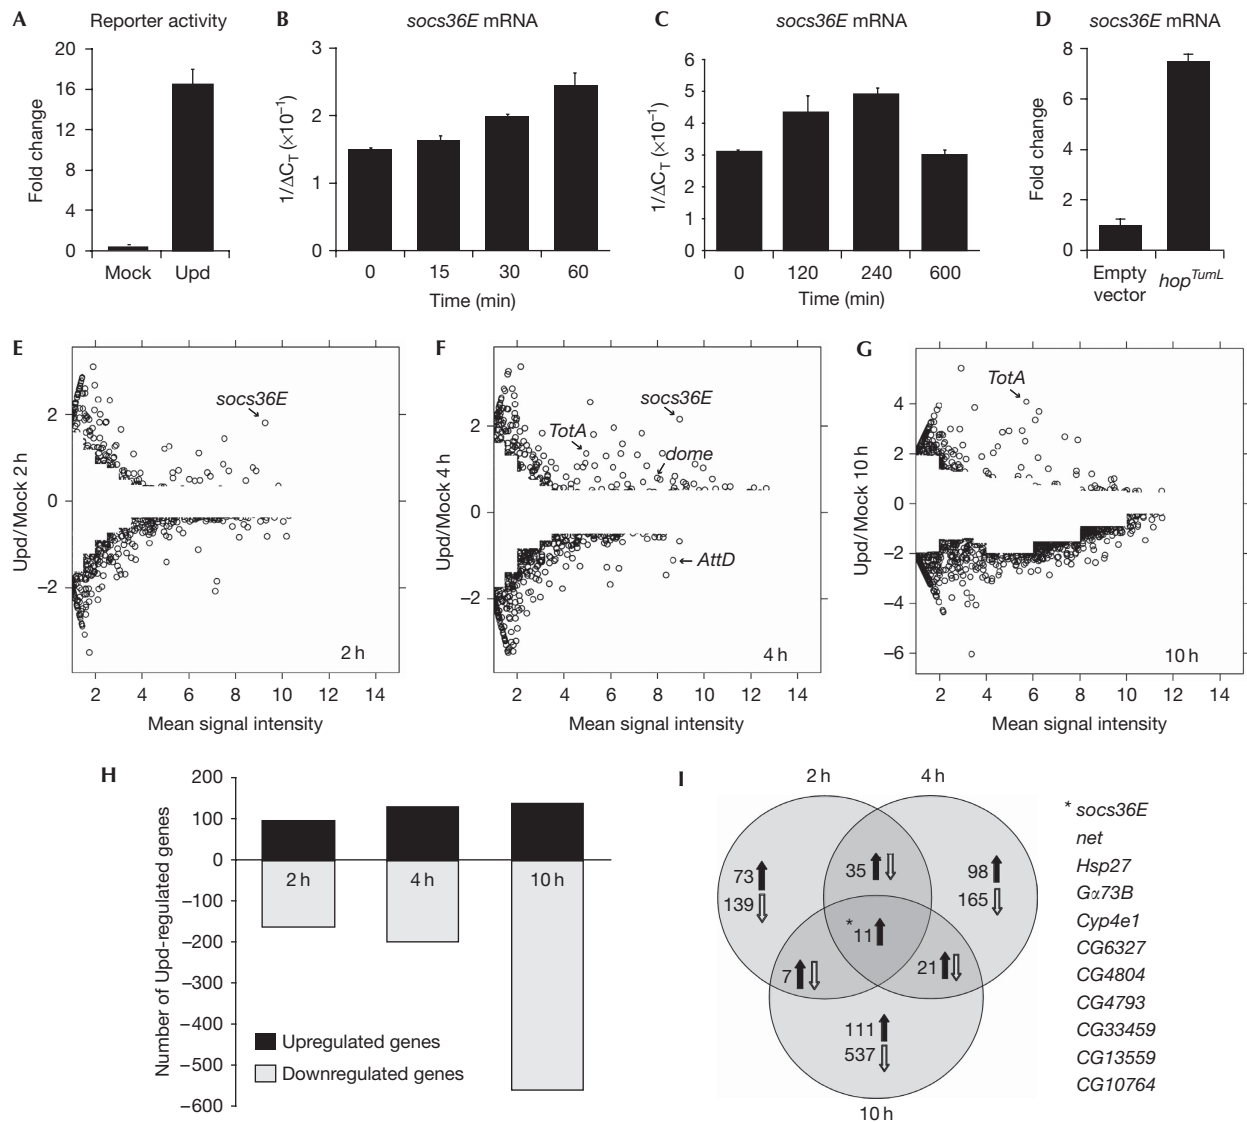 A
Reporter activity
20
16
12
8
4
0
Fold change
Mock
Upd
B
socs36E mRNA
3
2
1
0
1/ΔCT (×10−1)
0
15
30
60
Time (min)
C
socs36E mRNA
6
5
4
3
2
1
0
1/ΔCT (×10−1)
0
120
240
600
Time (min)
D
socs36E mRNA
8
6
4
2
0
Fold change
Empty
vector
hopTumL
E
2
0
−2
Upd/Mock 2 h
socs36E
2 h
2 4 6 8 10 12 14
Mean signal intensity
F
2
0
−2
Upd/Mock 4 h
socs36E
TotA
dome
AttD
4 h
2 4 6 8 10 12 14
Mean signal intensity
G
4
2
0
−2
−4
−6
Upd/Mock 10 h
TotA
10 h
2 4 6 8 10 12 14
Mean signal intensity
H
200
100
0
−100
−200
−300
−400
−500
−600
Number of Upd-regulated genes
2 h
4 h
10 h
Upregulated genes
Downregulated genes
I
2 h
4 h
73
139
35
98
165
*11
7
21
111
537
10 h
* socs36E
net
Hsp27
Gα73B
Cyp4e1
CG6327
CG4804
CG4793
CG33459
CG13559
CG10764